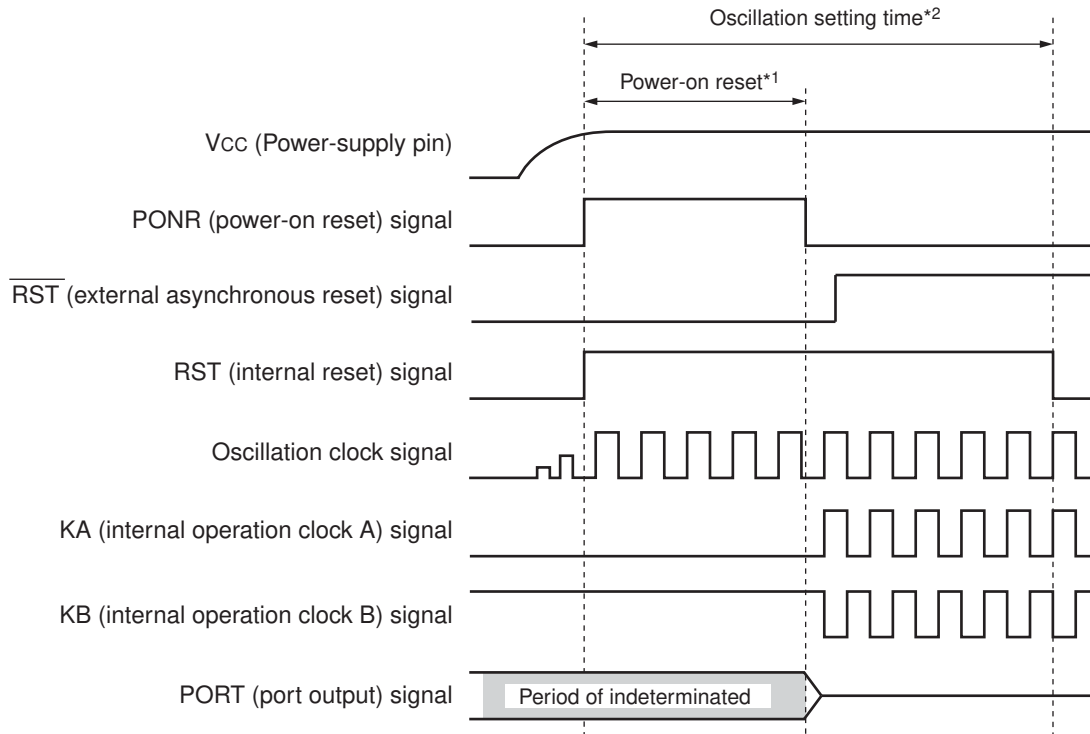 Oscillation setting time*2
Power-on reset*1
Vcc (Power-supply pin)
PONR (power-on reset) signal
RST (external asynchronous reset) signal
RST (internal reset) signal
Oscillation clock signal
KA (internal operation clock A) signal
KB (internal operation clock B) signal
PORT (port output) signal
Period of indeterminated